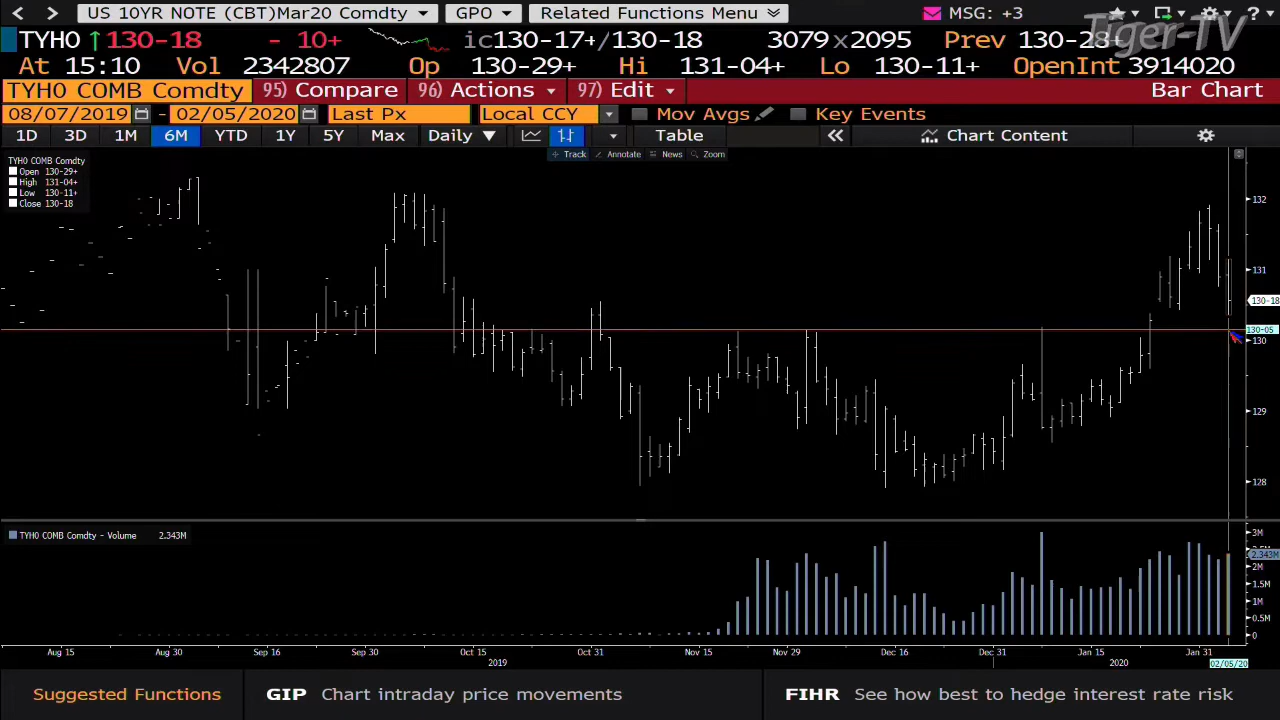 US 10YR NOTE (CBT)Mar20 Comdty GPO Related Functions Menu MSG: +3 ?
TYH0 ↑130-18 - 10+ ic130-17+/130-18 3079x2095 Prev 130-28+
Tiger-TV
At 15:10 Vol 2342807 Op 130-29+ Hi 131-04+ Lo 130-11+ OpenInt 3914020
TYH0 COMB Comdty 95) Compare 96) Actions 97) Edit Bar Chart
08/07/2019 - 02/05/2020 Last Px Local CCY Mov Avgs Key Events
1D 3D 1M 6M YTD 1Y 5Y Max Daily ▼ Table « Chart Content
Track Annotate News Zoom
TYH0 COMB Comdty
Open 130-29+
High 131-04+
Low 130-11+
Close 130-18
132
131
130-18
130-05
130
129
128
TYH0 COMB Comdty - Volume 2.343M
3M
2.343M
2M
1M
0.5M
0
Aug 15 Aug 30 Sep 16 Sep 30 Oct 15 Oct 31 Nov 15 Nov 29 Dec 16 Dec 31 Jan 15 Jan 31
2019 2020 02/05/20
Suggested Functions GIP Chart intraday price movements FIHR See how best to hedge interest rate risk